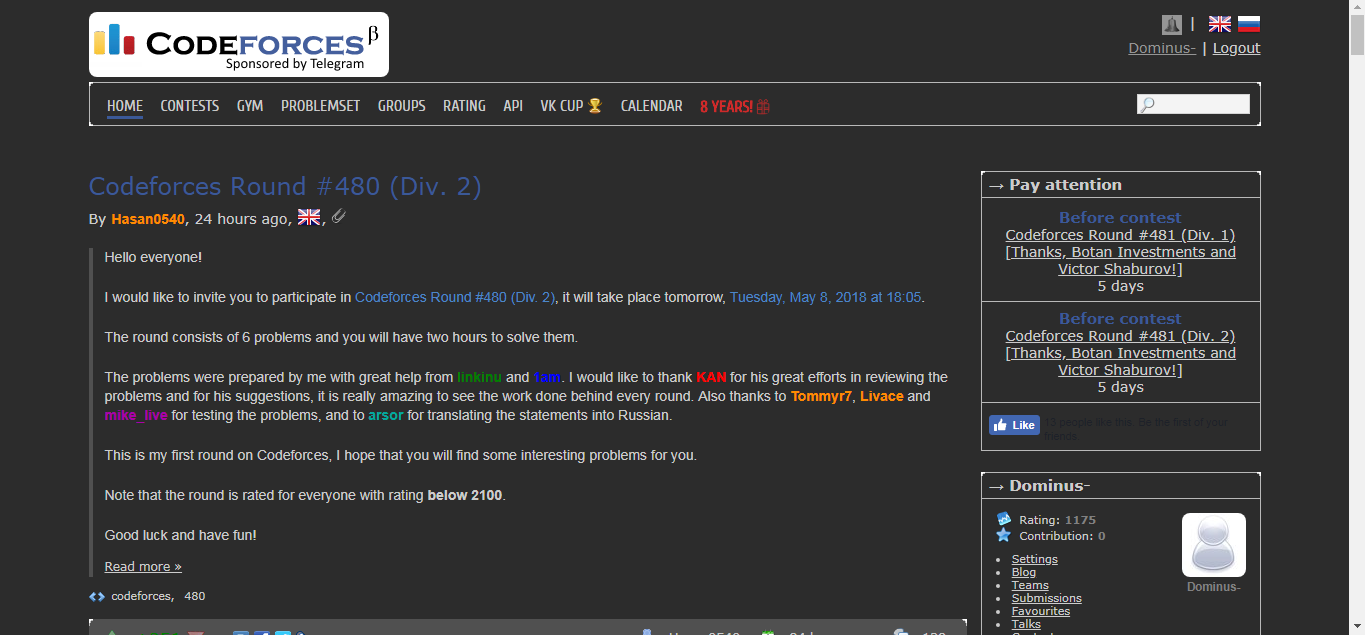 CODEFORCES β
Sponsored by Telegram
|
Dominus- | Logout
HOME CONTESTS GYM PROBLEMSET GROUPS RATING API VK CUP CALENDAR 8 YEARS!
Codeforces Round #480 (Div. 2)
By Hasan0540, 24 hours ago,
Hello everyone!
I would like to invite you to participate in Codeforces Round #480 (Div. 2), it will take place tomorrow, Tuesday, May 8, 2018 at 18:05.
The round consists of 6 problems and you will have two hours to solve them.
The problems were prepared by me with great help from linkinu and 1am. I would like to thank KAN for his great efforts in reviewing the
problems and for his suggestions, it is really amazing to see the work done behind every round. Also thanks to Tommyr7, Livace and
mike_live for testing the problems, and to arsor for translating the statements into Russian.
This is my first round on Codeforces, I hope that you will find some interesting problems for you.
Note that the round is rated for everyone with rating below 2100.
Good luck and have fun!
Read more »
codeforces, 480
→ Pay attention
Before contest
Codeforces Round #481 (Div. 1)
[Thanks, Botan Investments and
Victor Shaburov!]
5 days
Before contest
Codeforces Round #481 (Div. 2)
[Thanks, Botan Investments and
Victor Shaburov!]
5 days
Like people like this. Be the first of your
friends.
→ Dominus-
Rating: 1175
Contribution: 0
Settings
Blog
Teams
Submissions
Favourites
Talks
Dominus-